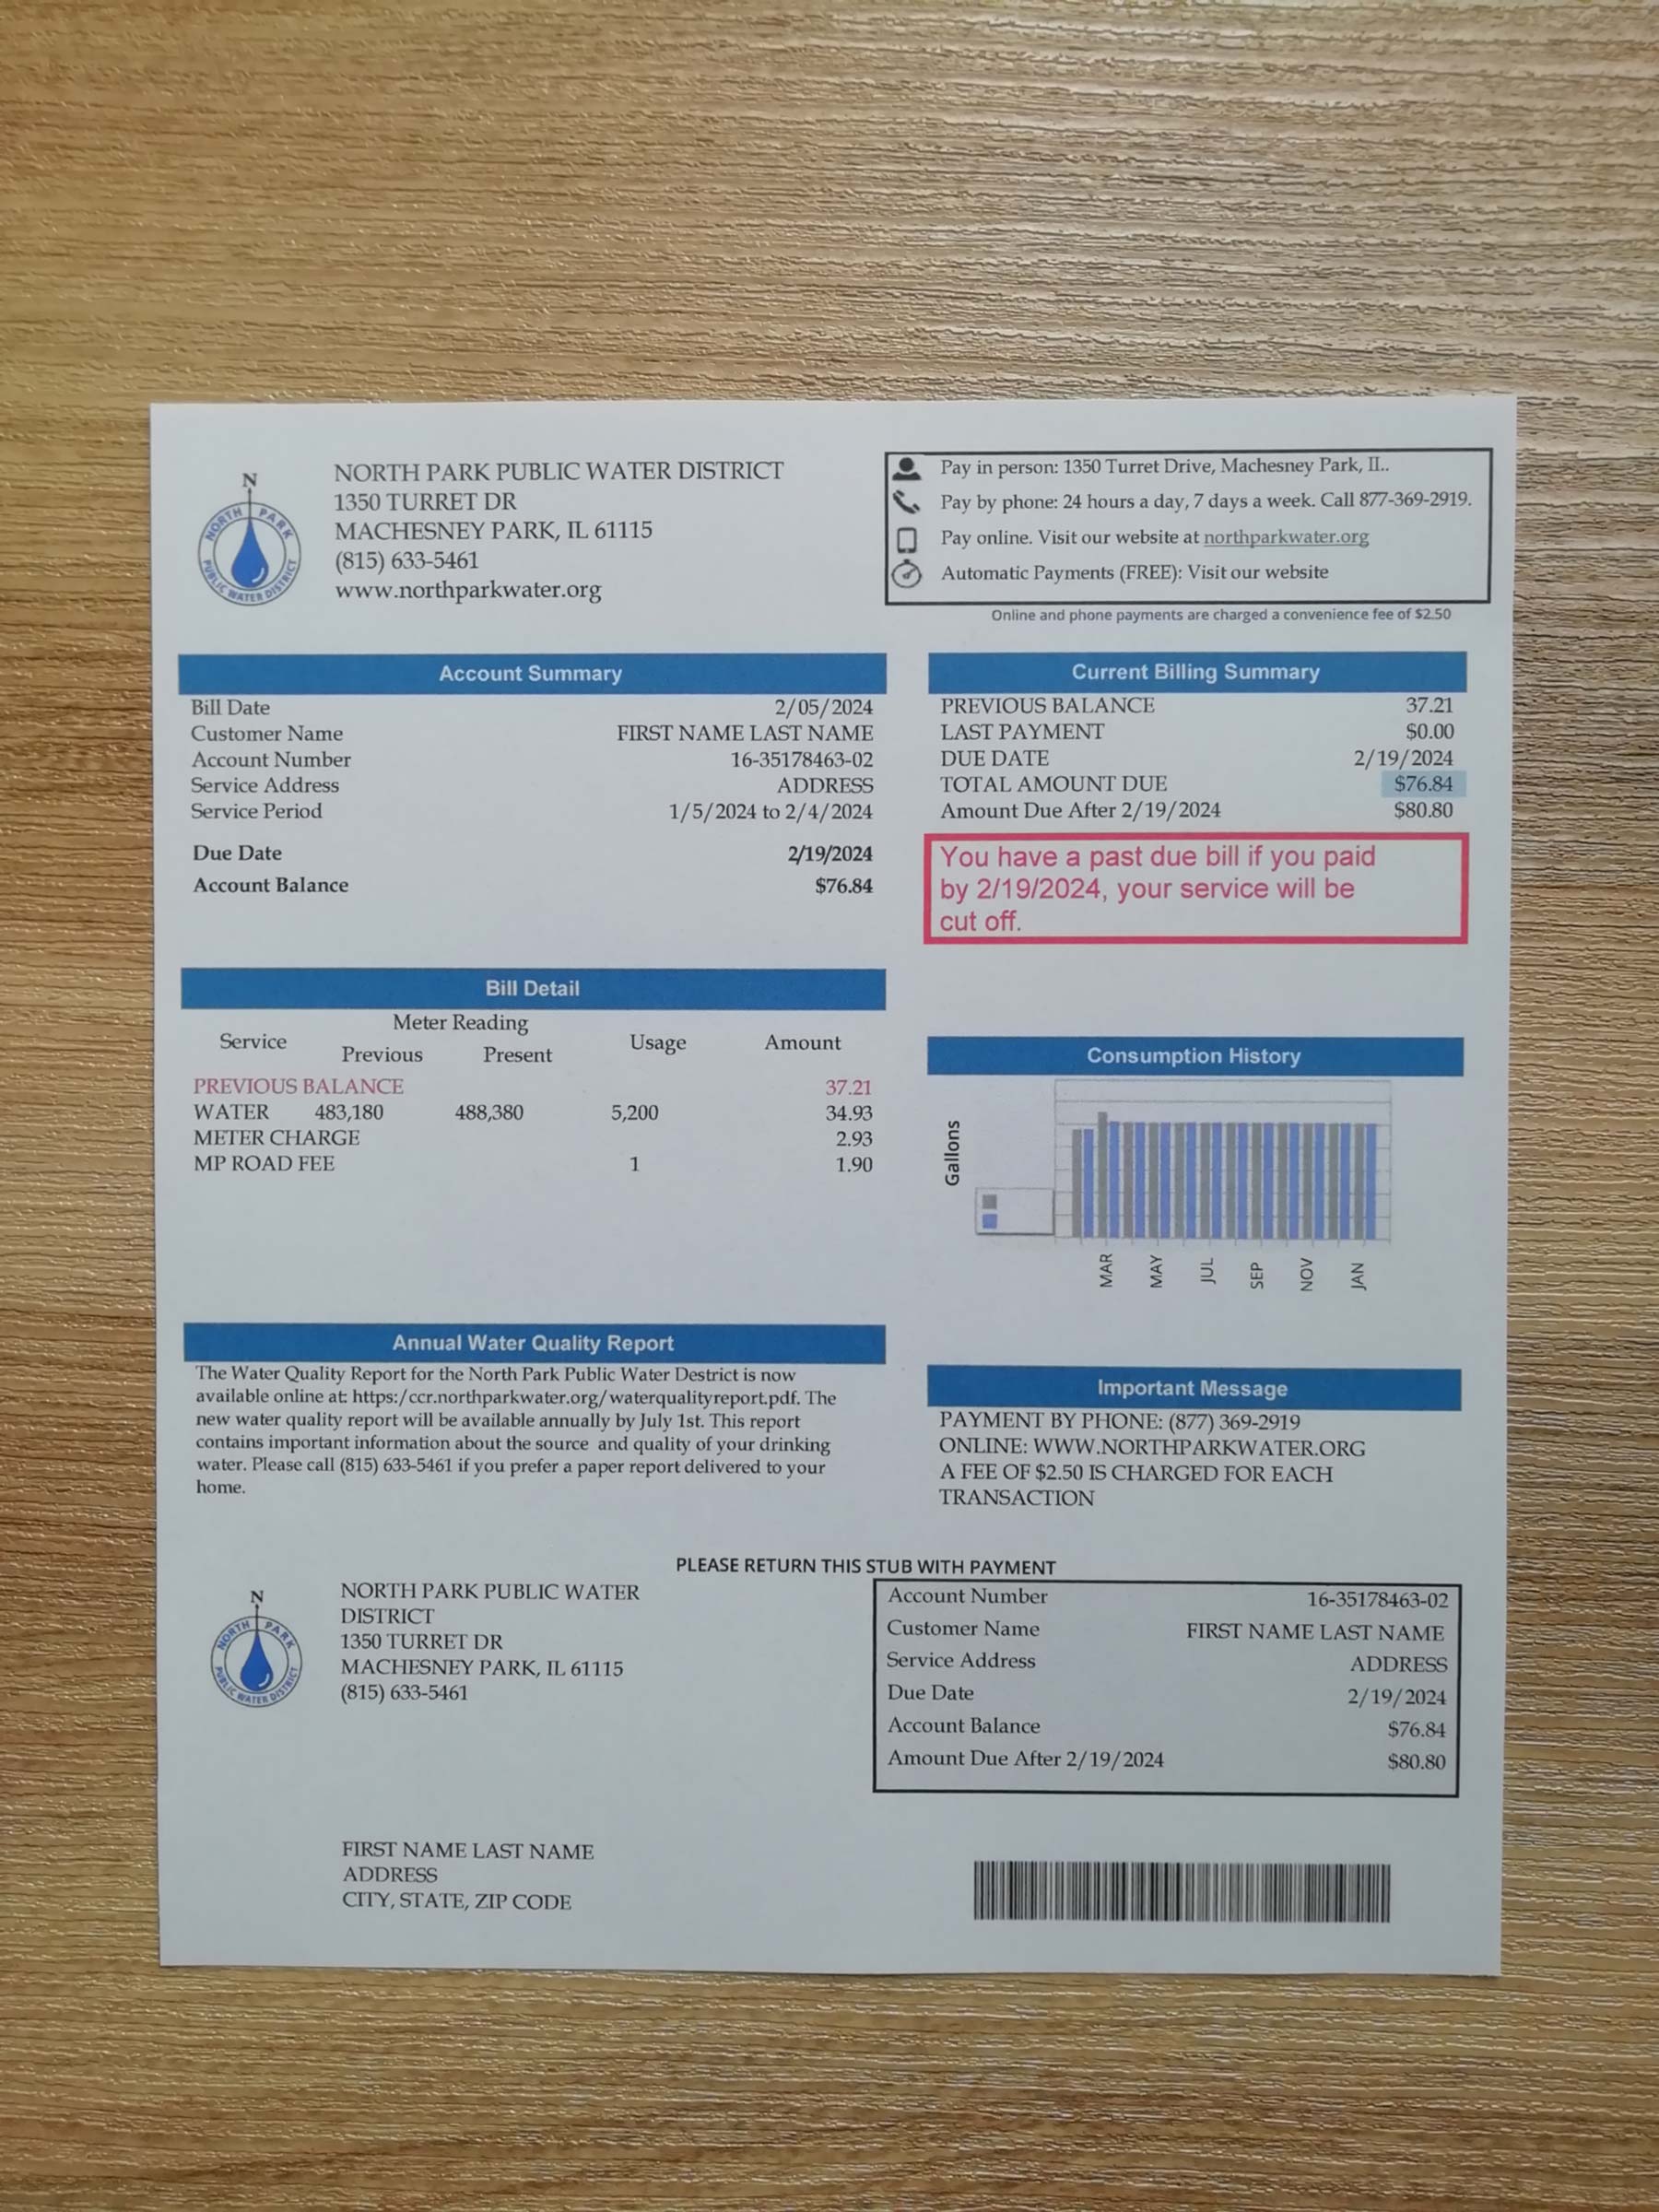 N
NORTH PARK
PUBLIC WATER DISTRICT
NORTH PARK PUBLIC WATER DISTRICT
1350 TURRET DR
MACHESNEY PARK, IL 61115
(815) 633-5461
www.northparkwater.org
Pay in person: 1350 Turret Drive, Machesney Park, IL..
Pay by phone: 24 hours a day, 7 days a week. Call 877-369-2919.
Pay online. Visit our website at northparkwater.org
Automatic Payments (FREE): Visit our website
Online and phone payments are charged a convenience fee of $2.50
Account Summary
Bill Date 2/05/2024
Customer Name FIRST NAME LAST NAME
Account Number 16-35178463-02
Service Address ADDRESS
Service Period 1/5/2024 to 2/4/2024
Due Date 2/19/2024
Account Balance $76.84
Current Billing Summary
PREVIOUS BALANCE 37.21
LAST PAYMENT $0.00
DUE DATE 2/19/2024
TOTAL AMOUNT DUE $76.84
Amount Due After 2/19/2024 $80.80
You have a past due bill if you paid
by 2/19/2024, your service will be
cut off.
Bill Detail
Meter Reading
Service Previous Present Usage Amount
PREVIOUS BALANCE 37.21
WATER 483,180 488,380 5,200 34.93
METER CHARGE 2.93
MP ROAD FEE 1 1.90
Consumption History
Gallons
MAR MAY JUL SEP NOV JAN
Annual Water Quality Report
The Water Quality Report for the North Park Public Water Destrict is now
available online at: https:/ccr.northparkwater.org/waterqualityreport.pdf. The
new water quality report will be available annually by July 1st. This report
contains important information about the source and quality of your drinking
water. Please call (815) 633-5461 if you prefer a paper report delivered to your
home.
Important Message
PAYMENT BY PHONE: (877) 369-2919
ONLINE: WWW.NORTHPARKWATER.ORG
A FEE OF $2.50 IS CHARGED FOR EACH
TRANSACTION
PLEASE RETURN THIS STUB WITH PAYMENT
N
NORTH PARK
PUBLIC WATER DISTRICT
NORTH PARK PUBLIC WATER
DISTRICT
1350 TURRET DR
MACHESNEY PARK, IL 61115
(815) 633-5461
Account Number 16-35178463-02
Customer Name FIRST NAME LAST NAME
Service Address ADDRESS
Due Date 2/19/2024
Account Balance $76.84
Amount Due After 2/19/2024 $80.80
FIRST NAME LAST NAME
ADDRESS
CITY, STATE, ZIP CODE